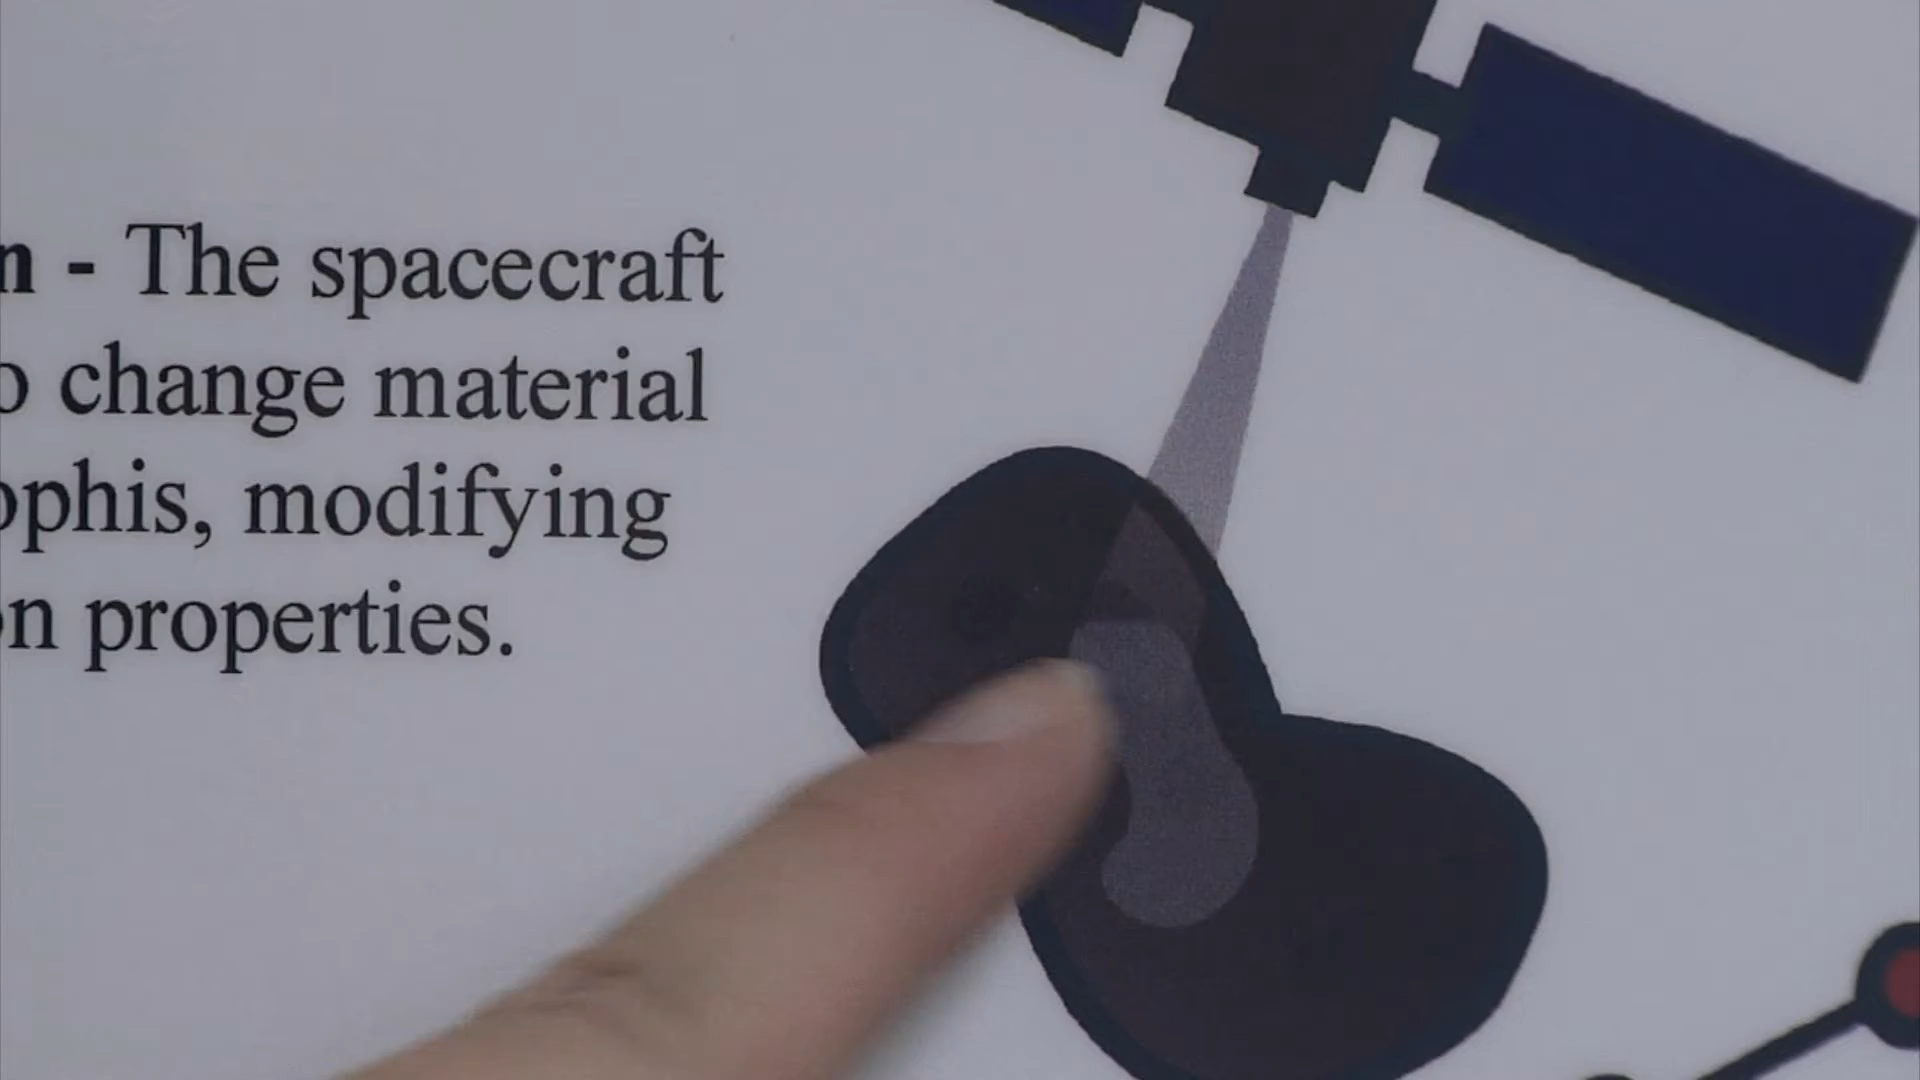 n - The spacecraft
o change material
ophis, modifying
on properties.